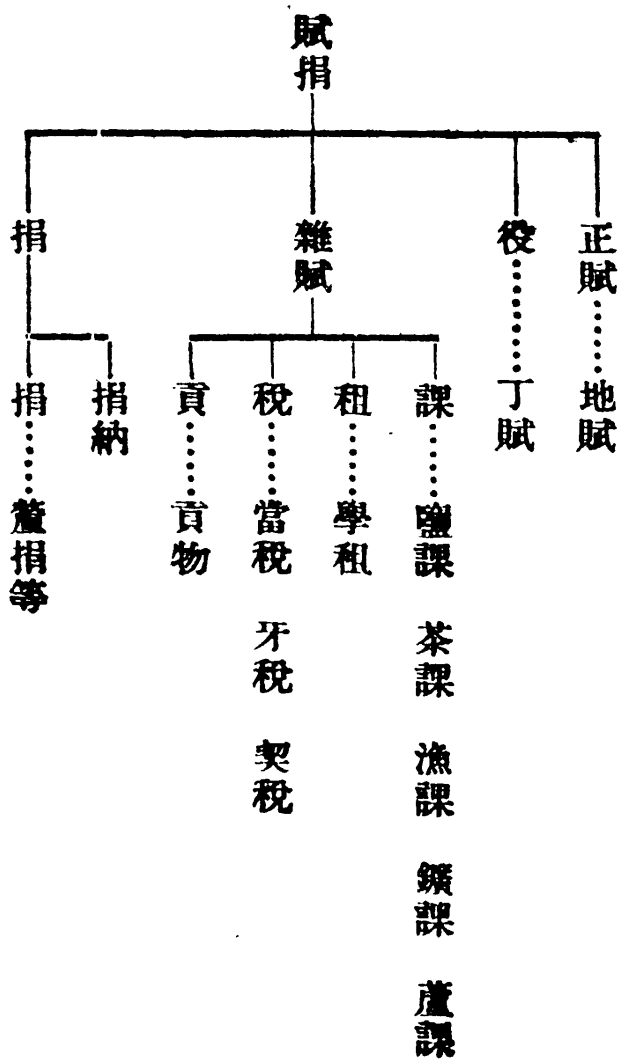 賦捐
正賦……地賦
役……丁賦
雜賦
課……鹽課 茶課 漁課 鑛課 蘆課
租……學租
稅……當稅 牙稅 契稅
貢……貢物
捐
捐納
捐……釐捐等